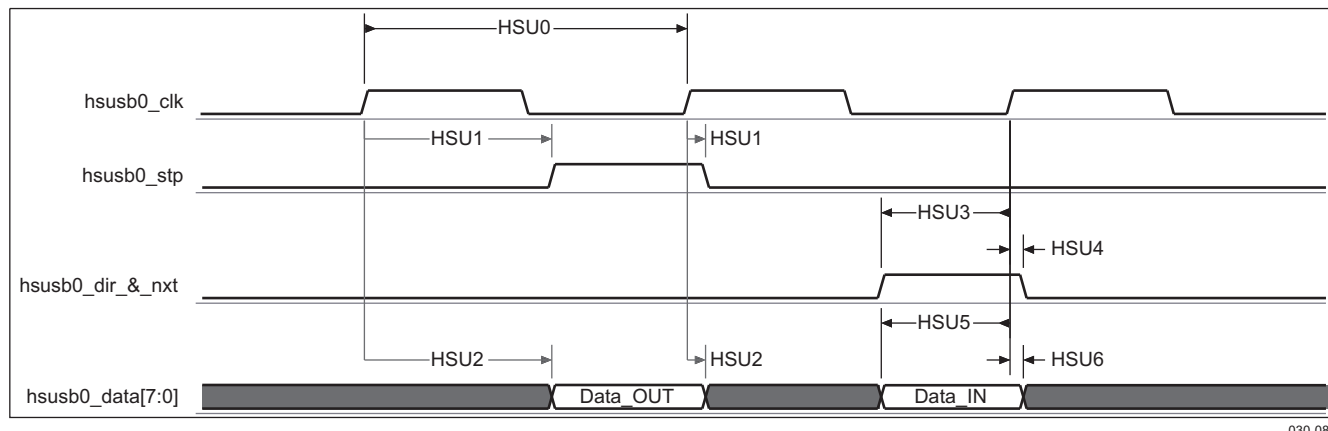 HSU0
hsusb0_clk
HSU1
HSU1
hsusb0_stp
HSU3
HSU4
hsusb0_dir_&_nxt
HSU5
HSU2
HSU2
HSU6
hsusb0_data[7:0]
Data_OUT
Data_IN